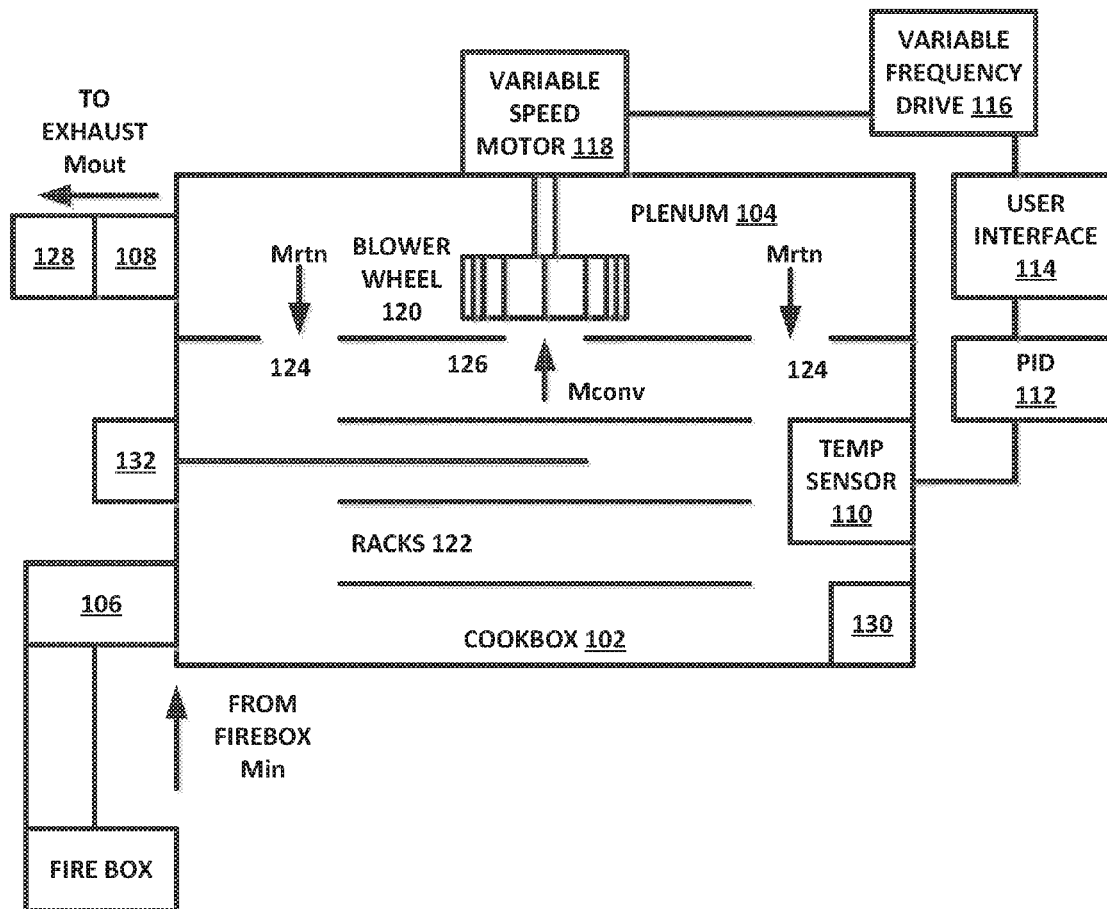 VARIABLE
FREQUENCY
DRIVE 116
VARIABLE
SPEED
MOTOR 118
TO
EXHAUST
Mout
PLENUM 104
USER
INTERFACE
114
128
108
Mrtn
BLOWER
WHEEL
120
Mrtn
124
126
124
Mconv
PID
112
132
TEMP
SENSOR
110
RACKS 122
106
130
COOKBOX 102
FROM
FIREBOX
Min
FIRE BOX